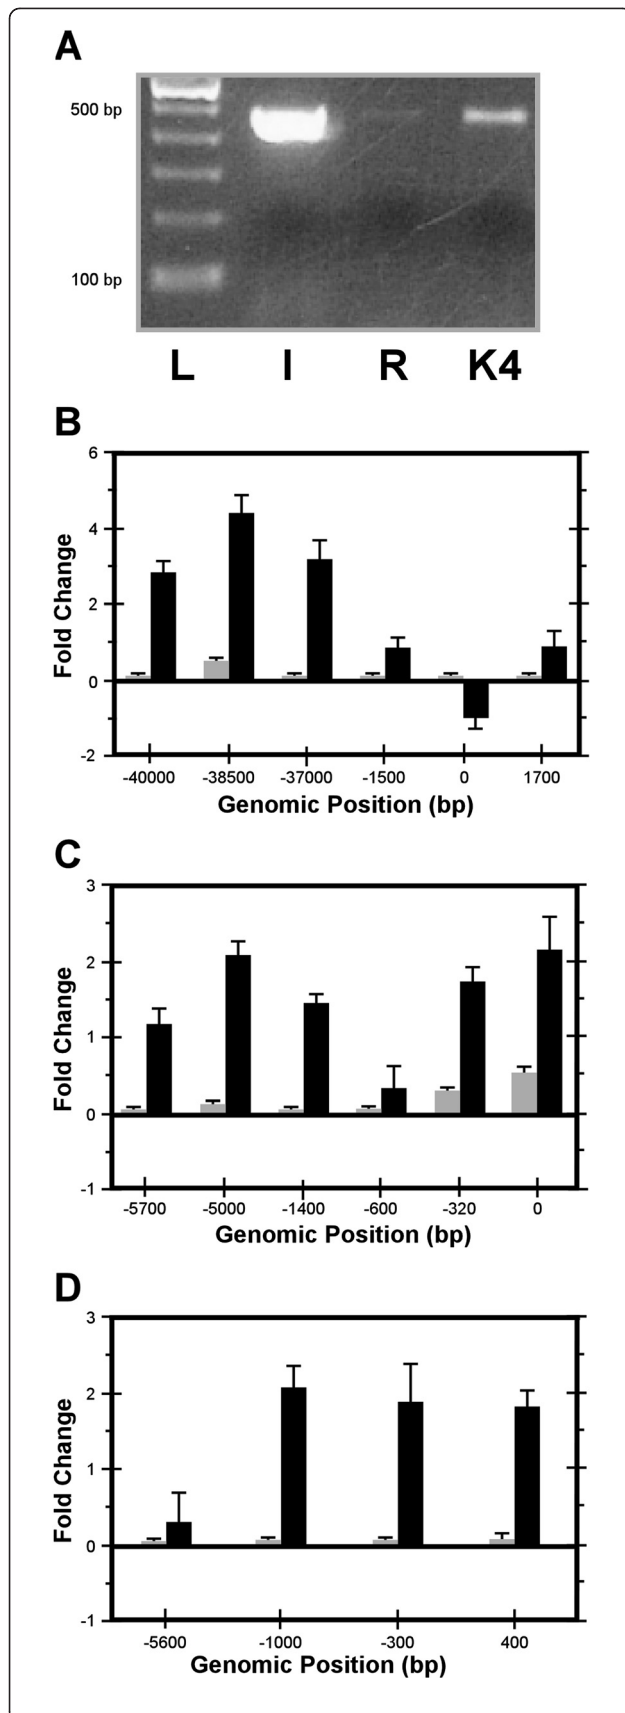 A
500 bp
100 bp
L I R K4
B
Fold Change
6
4
2
0
-2
-40000 -38500 -37000 -1500 0 1700
Genomic Position (bp)
C
Fold Change
3
2
1
0
-1
-5700 -5000 -1400 -600 -320 0
Genomic Position (bp)
D
Fold Change
3
2
1
0
-1
-5600 -1000 -300 400
Genomic Position (bp)